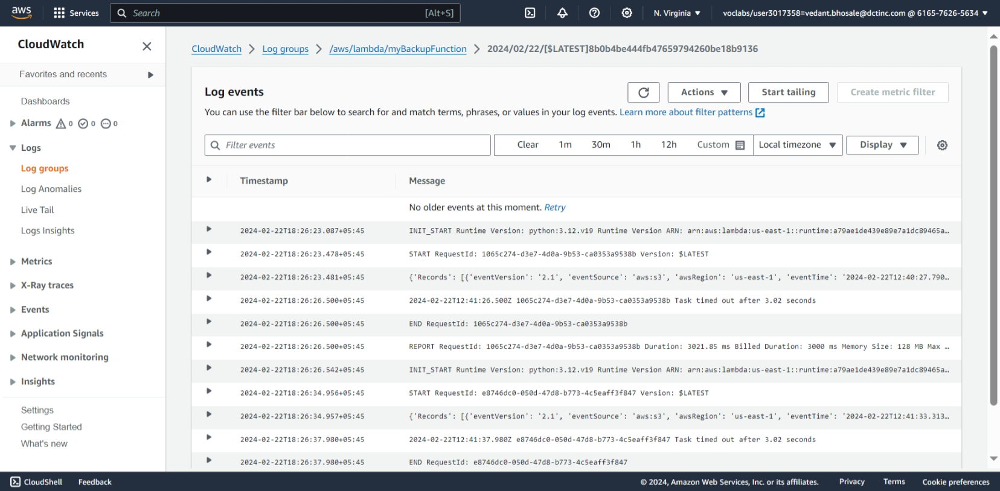 aws Services Search [Alt+S] N. Virginia voclabs/user3017358=vedant.bhosale@dctinc.com @ 6165-7626-5634
CloudWatch
Favorites and recents
Dashboards
Alarms 0 0 0
Logs
Log groups
Log Anomalies
Live Tail
Logs Insights
Metrics
X-Ray traces
Events
Application Signals
Network monitoring
Insights
Settings
Getting Started
What's new
CloudWatch Log groups /aws/lambda/myBackupFunction 2024/02/22/[$LATEST]8b0b4be444fb47659794260be18b9136
Log events
Actions Start tailing Create metric filter
You can use the filter bar below to search for and match terms, phrases, or values in your log events. Learn more about filter patterns
Filter events Clear 1m 30m 1h 12h Custom Local timezone Display
Timestamp Message
No older events at this moment. Retry
2024-02-22T18:26:23.087+05:45 INIT_START Runtime Version: python:3.12.v19 Runtime Version ARN: arn:aws:lambda:us-east-1::runtime:a79ae1de439e89e7a1dc89465a…
2024-02-22T18:26:23.478+05:45 START RequestId: 1065c274-d3e7-4d0a-9b53-ca0353a9538b Version: $LATEST
2024-02-22T18:26:23.481+05:45 {'Records': [{'eventVersion': '2.1', 'eventSource': 'aws:s3', 'awsRegion': 'us-east-1', 'eventTime': '2024-02-22T12:40:27.790…
2024-02-22T18:26:26.500+05:45 2024-02-22T12:41:26.500Z 1065c274-d3e7-4d0a-9b53-ca0353a9538b Task timed out after 3.02 seconds
2024-02-22T18:26:26.500+05:45 END RequestId: 1065c274-d3e7-4d0a-9b53-ca0353a9538b
2024-02-22T18:26:26.500+05:45 REPORT RequestId: 1065c274-d3e7-4d0a-9b53-ca0353a9538b Duration: 3021.85 ms Billed Duration: 3000 ms Memory Size: 128 MB Max …
2024-02-22T18:26:26.542+05:45 INIT_START Runtime Version: python:3.12.v19 Runtime Version ARN: arn:aws:lambda:us-east-1::runtime:a79ae1de439e89e7a1dc89465a…
2024-02-22T18:26:34.956+05:45 START RequestId: e8746dc0-050d-47d8-b773-4c5eaff3f847 Version: $LATEST
2024-02-22T18:26:34.957+05:45 {'Records': [{'eventVersion': '2.1', 'eventSource': 'aws:s3', 'awsRegion': 'us-east-1', 'eventTime': '2024-02-22T12:41:33.313…
2024-02-22T18:26:37.980+05:45 2024-02-22T12:41:37.980Z e8746dc0-050d-47d8-b773-4c5eaff3f847 Task timed out after 3.02 seconds
2024-02-22T18:26:37.980+05:45 END RequestId: e8746dc0-050d-47d8-b773-4c5eaff3f847
CloudShell Feedback © 2024, Amazon Web Services, Inc. or its affiliates. Privacy Terms Cookie preferences